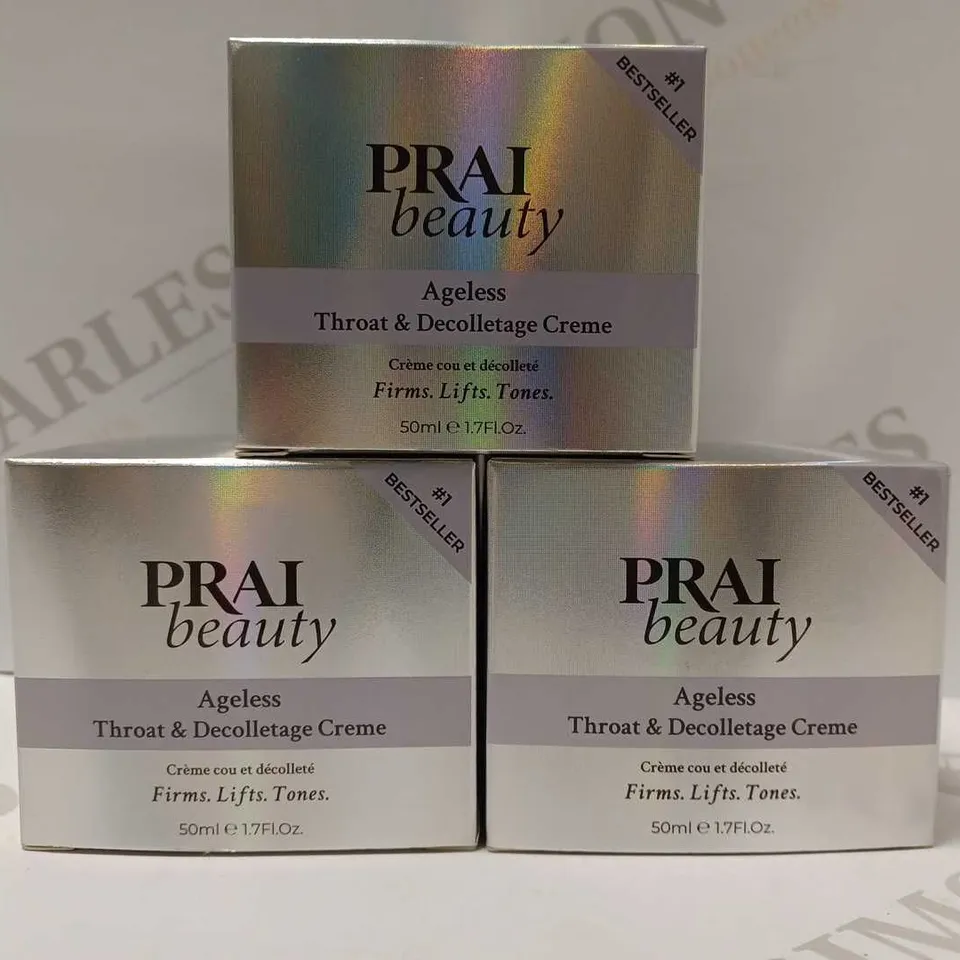 #1
BESTSELLER
PRAI
beauty
Ageless
Throat & Decolletage Creme
Crème cou et décolleté
Firms. Lifts. Tones.
50ml ℮ 1.7Fl.Oz.
#1
BESTSELLER
PRAI
beauty
Ageless
Throat & Decolletage Creme
Crème cou et décolleté
Firms. Lifts. Tones.
50ml ℮ 1.7Fl.Oz.
#1
BESTSELLER
PRAI
beauty
Ageless
Throat & Decolletage Creme
Crème cou et décolleté
Firms. Lifts. Tones.
50ml ℮ 1.7Fl.Oz.